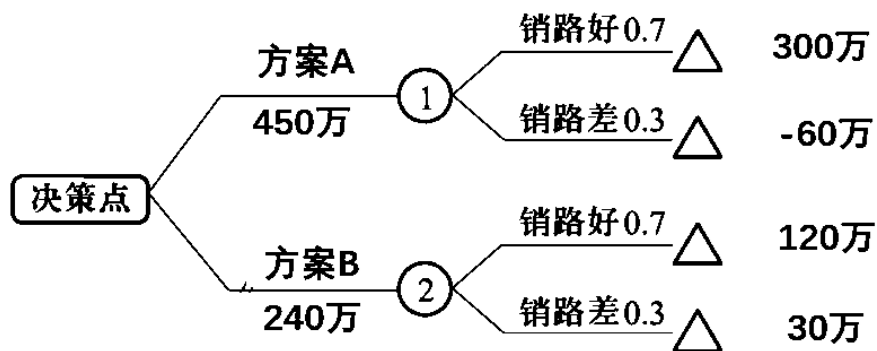 销路好 0.7 300万
方案A
450万
1
销路差 0.3 -60万
决策点
销路好 0.7 120万
方案B
240万
2
销路差 0.3 30万